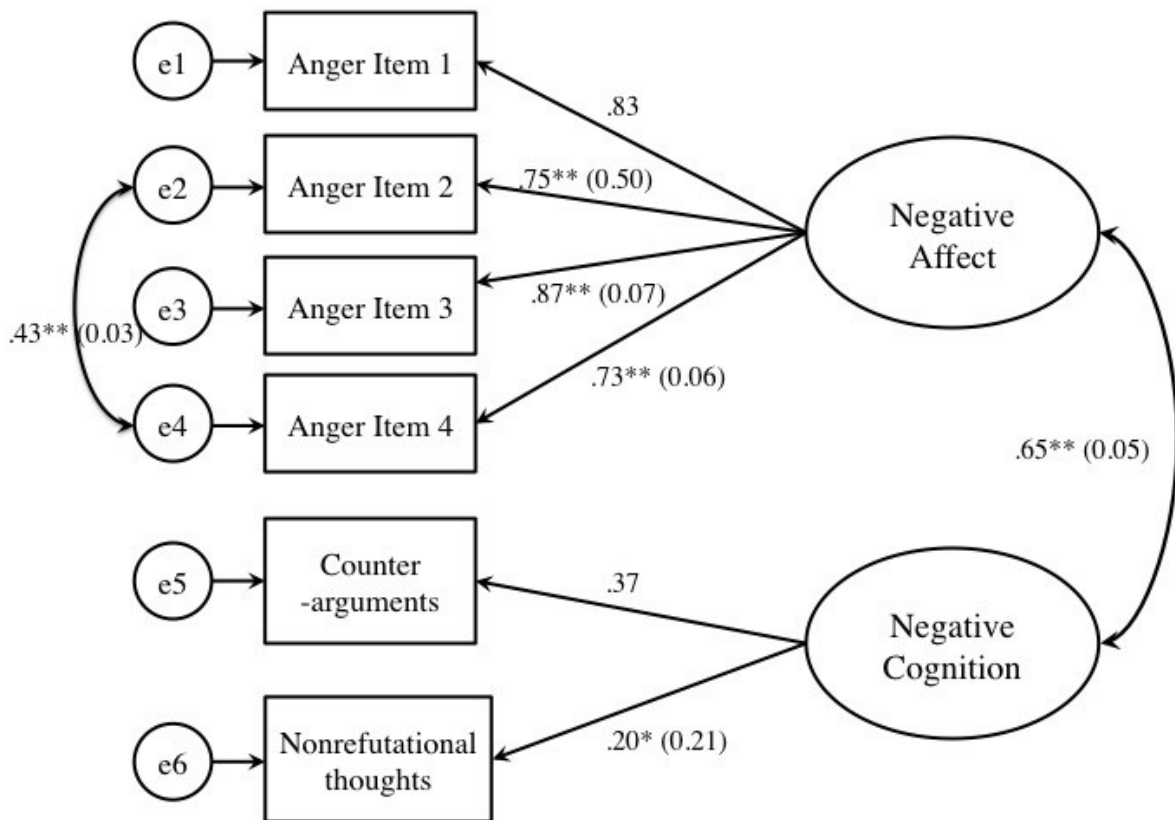 e1
Anger Item 1
.83
e2
Anger Item 2
.75** (0.50)
Negative
Affect
e3
Anger Item 3
.87** (0.07)
.43** (0.03)
e4
Anger Item 4
.73** (0.06)
.65** (0.05)
e5
Counter
-arguments
.37
Negative
Cognition
e6
Nonrefutational
thoughts
.20* (0.21)